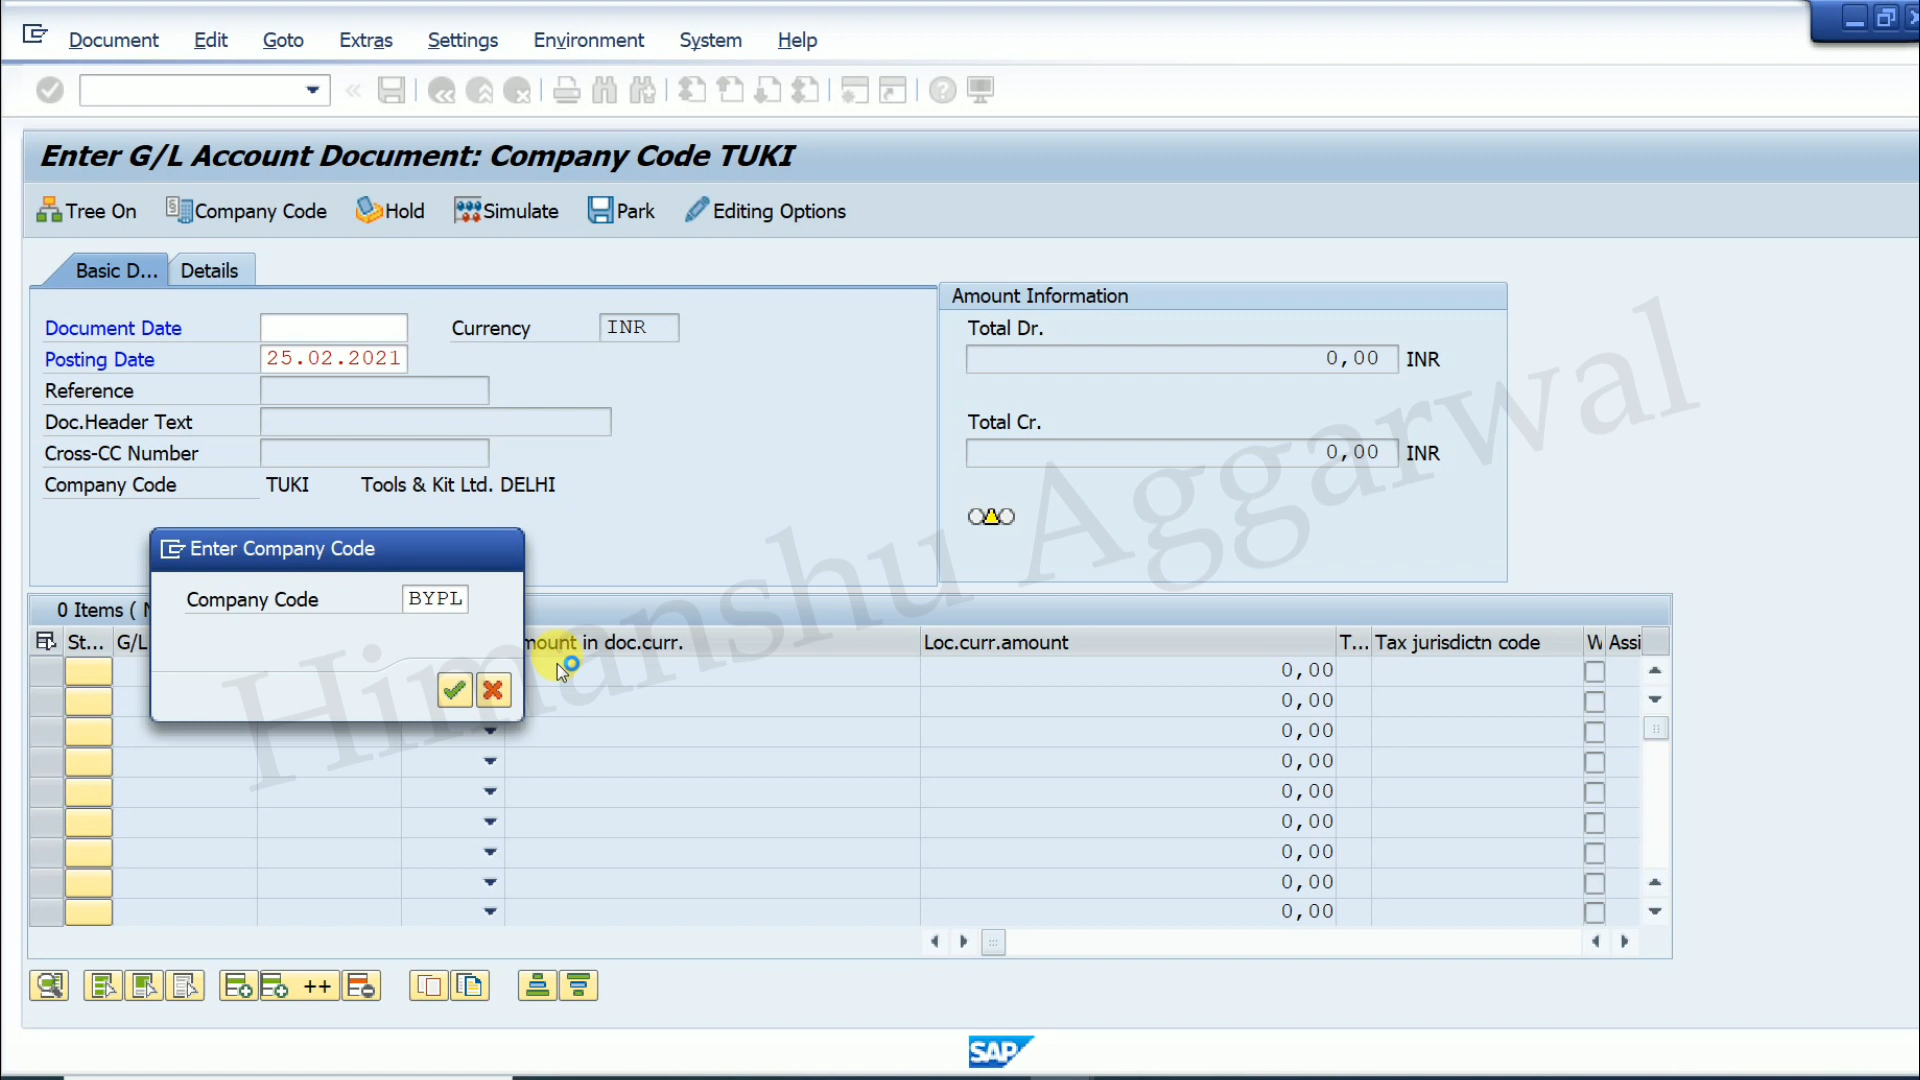 Document Edit Goto Extras Settings Environment System Help
Enter G/L Account Document: Company Code TUKI
Tree On Company Code Hold Simulate Park Editing Options
Basic D... Details
Amount Information
Document Date Currency INR
Total Dr.
Posting Date 25.02.2021
0,00 INR
Reference
Doc.Header Text
Total Cr.
Cross-CC Number
0,00 INR
Company Code TUKI Tools & Kit Ltd. DELHI
Enter Company Code
Company Code BYPL
0 Items (
St... G/L mount in doc.curr. Loc.curr.amount T... Tax jurisdictn code W Assi
0,00
0,00
0,00
0,00
0,00
0,00
0,00
0,00
0,00
++
SAP
Himanshu Aggarwal